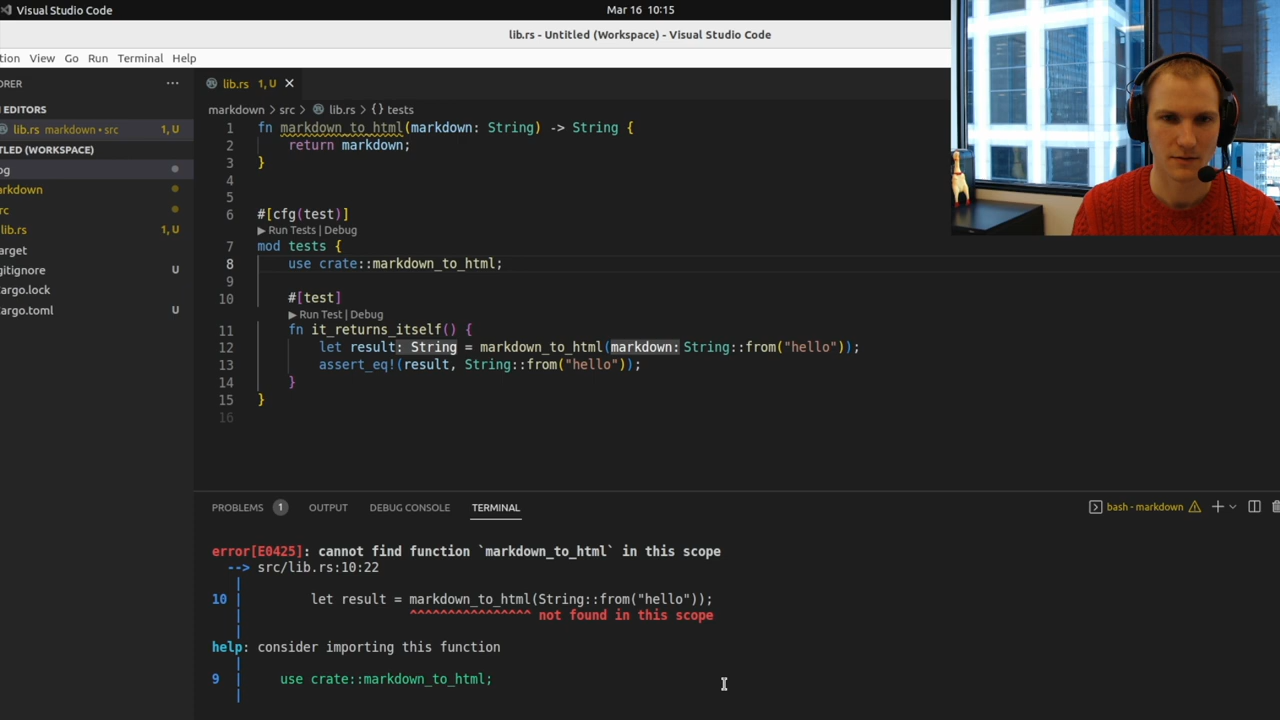 Visual Studio Code
Mar 16 10:15
lib.rs - Untitled (Workspace) - Visual Studio Code
tion View Go Run Terminal Help
ORER ···
N EDITORS
lib.rs markdown • src 1, U
TLED (WORKSPACE)
og
arkdown
rc
lib.rs 1, U
arget
gitignore U
Cargo.lock U
Cargo.toml U
lib.rs 1, U
markdown > src > lib.rs > {} tests
1 fn markdown_to_html(markdown: String) -> String {
2 return markdown;
3 }
4
5
6 #[cfg(test)]
▶ Run Tests | Debug
7 mod tests {
8 use crate::markdown_to_html;
9
10 #[test]
▶ Run Test | Debug
11 fn it_returns_itself() {
12 let result: String = markdown_to_html(markdown: String::from("hello"));
13 assert_eq!(result, String::from("hello"));
14 }
15 }
16
PROBLEMS 1 OUTPUT DEBUG CONSOLE TERMINAL
bash - markdown
error[E0425]: cannot find function `markdown_to_html` in this scope
--> src/lib.rs:10:22
|
10 | let result = markdown_to_html(String::from("hello"));
| ^^^^^^^^^^^^^^^^ not found in this scope
|
help: consider importing this function
|
9 | use crate::markdown_to_html;
|